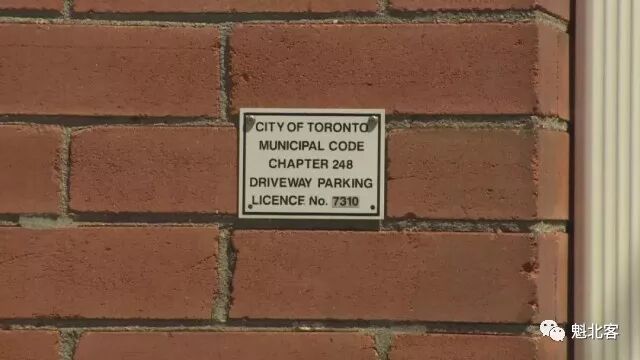 CITY OF TORONTO
MUNICIPAL CODE
CHAPTER 248
DRIVEWAY PARKING
LICENCE No. 7310
魁北客